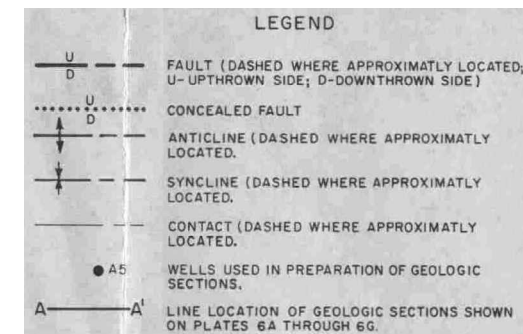 LEGEND
U
D
FAULT (DASHED WHERE APPROXIMATLY LOCATED;
U-UPTHROWN SIDE; D-DOWNTHROWN SIDE)
U
D
CONCEALED FAULT
ANTICLINE (DASHED WHERE APPROXIMATLY
LOCATED.
SYNCLINE (DASHED WHERE APPROXIMATLY
LOCATED.
CONTACT (DASHED WHERE APPROXIMATLY
LOCATED.
A5 WELLS USED IN PREPARATION OF GEOLOGIC
SECTIONS.
A A' LINE LOCATION OF GEOLOGIC SECTIONS SHOWN
ON PLATES 6A THROUGH 6G.